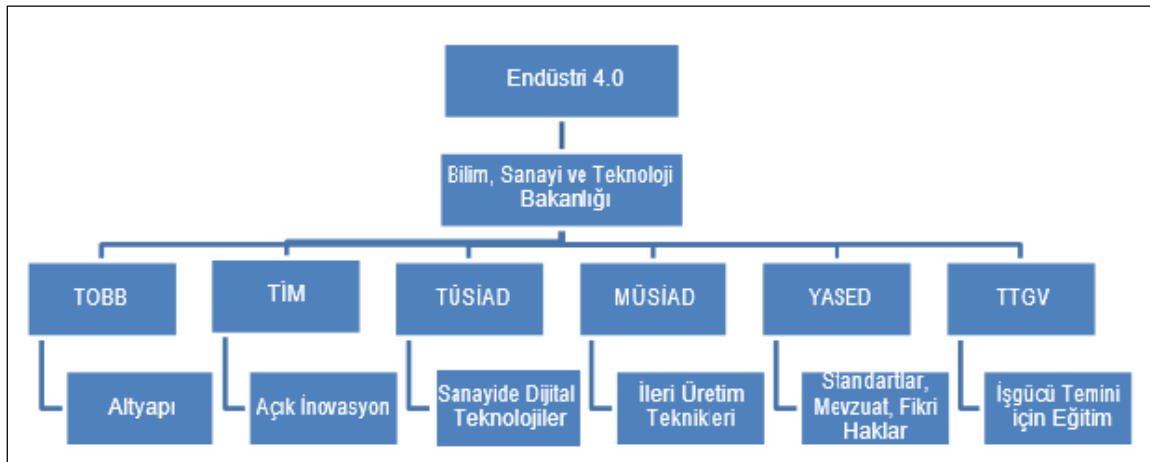 Endüstri 4.0
Bilim, Sanayi ve Teknoloji
Bakanlığı
TOBB
TİM
TÜSİAD
MÜSİAD
YASED
TTGV
Altyapı
Açık İnovasyon
Sanayide Dijital
Teknolojiler
İleri Üretim
Teknikleri
Standartlar,
Mevzuat, Fikri
Haklar
İşgücü Temini
için Eğitim